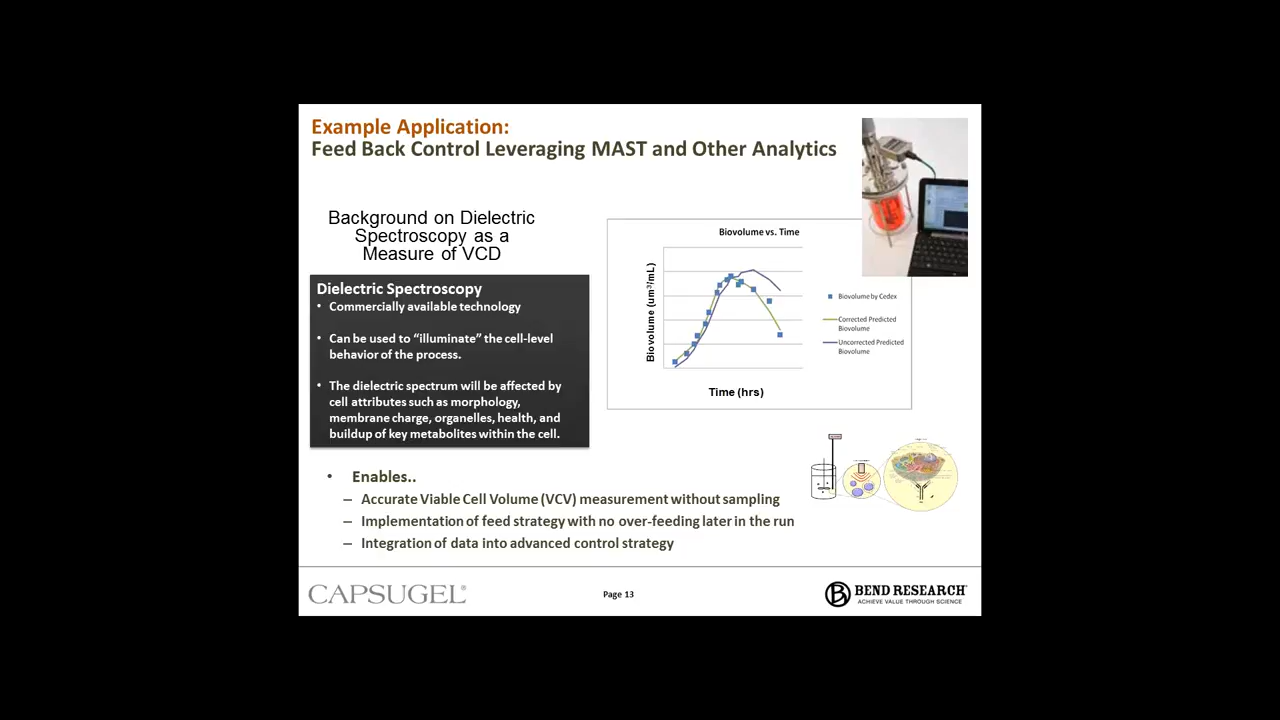 Example Application:
Feed Back Control Leveraging MAST and Other Analytics
Background on Dielectric
Spectroscopy as a
Measure of VCD
Dielectric Spectroscopy
• Commercially available technology
• Can be used to “illuminate” the cell-level
behavior of the process.
• The dielectric spectrum will be affected by
cell attributes such as morphology,
membrane charge, organelles, health, and
buildup of key metabolites within the cell.
Biovolume vs. Time
Biovolume (um³/mL)
Time (hrs)
Biovolume by Cedex
Corrected Predicted
Biovolume
Uncorrected Predicted
Biovolume
• Enables..
– Accurate Viable Cell Volume (VCV) measurement without sampling
– Implementation of feed strategy with no over-feeding later in the run
– Integration of data into advanced control strategy
CAPSUGEL®
Page 13
B BEND RESEARCH
ACHIEVE VALUE THROUGH SCIENCE